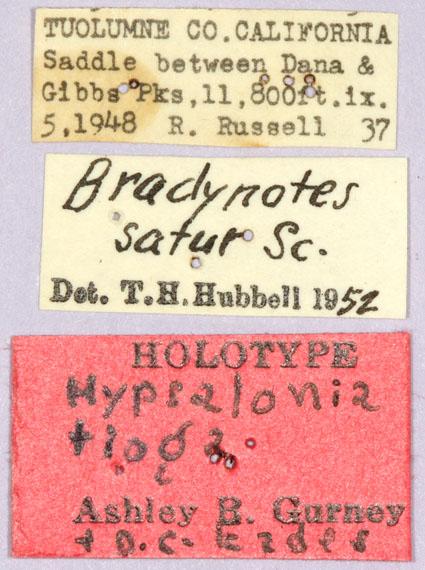 TUOLUMNE CO. CALIFORNIA
Saddle between Dana &
Gibbs Pks, 11,800ft. ix.
5, 1948 R. Russell 37
Bradynotes
satur Sc.
Det. T.H. Hubbell 1952
HOLOTYPE
Hypsalonia
tioga
Ashley B. Gurney
+ D.C. Eades